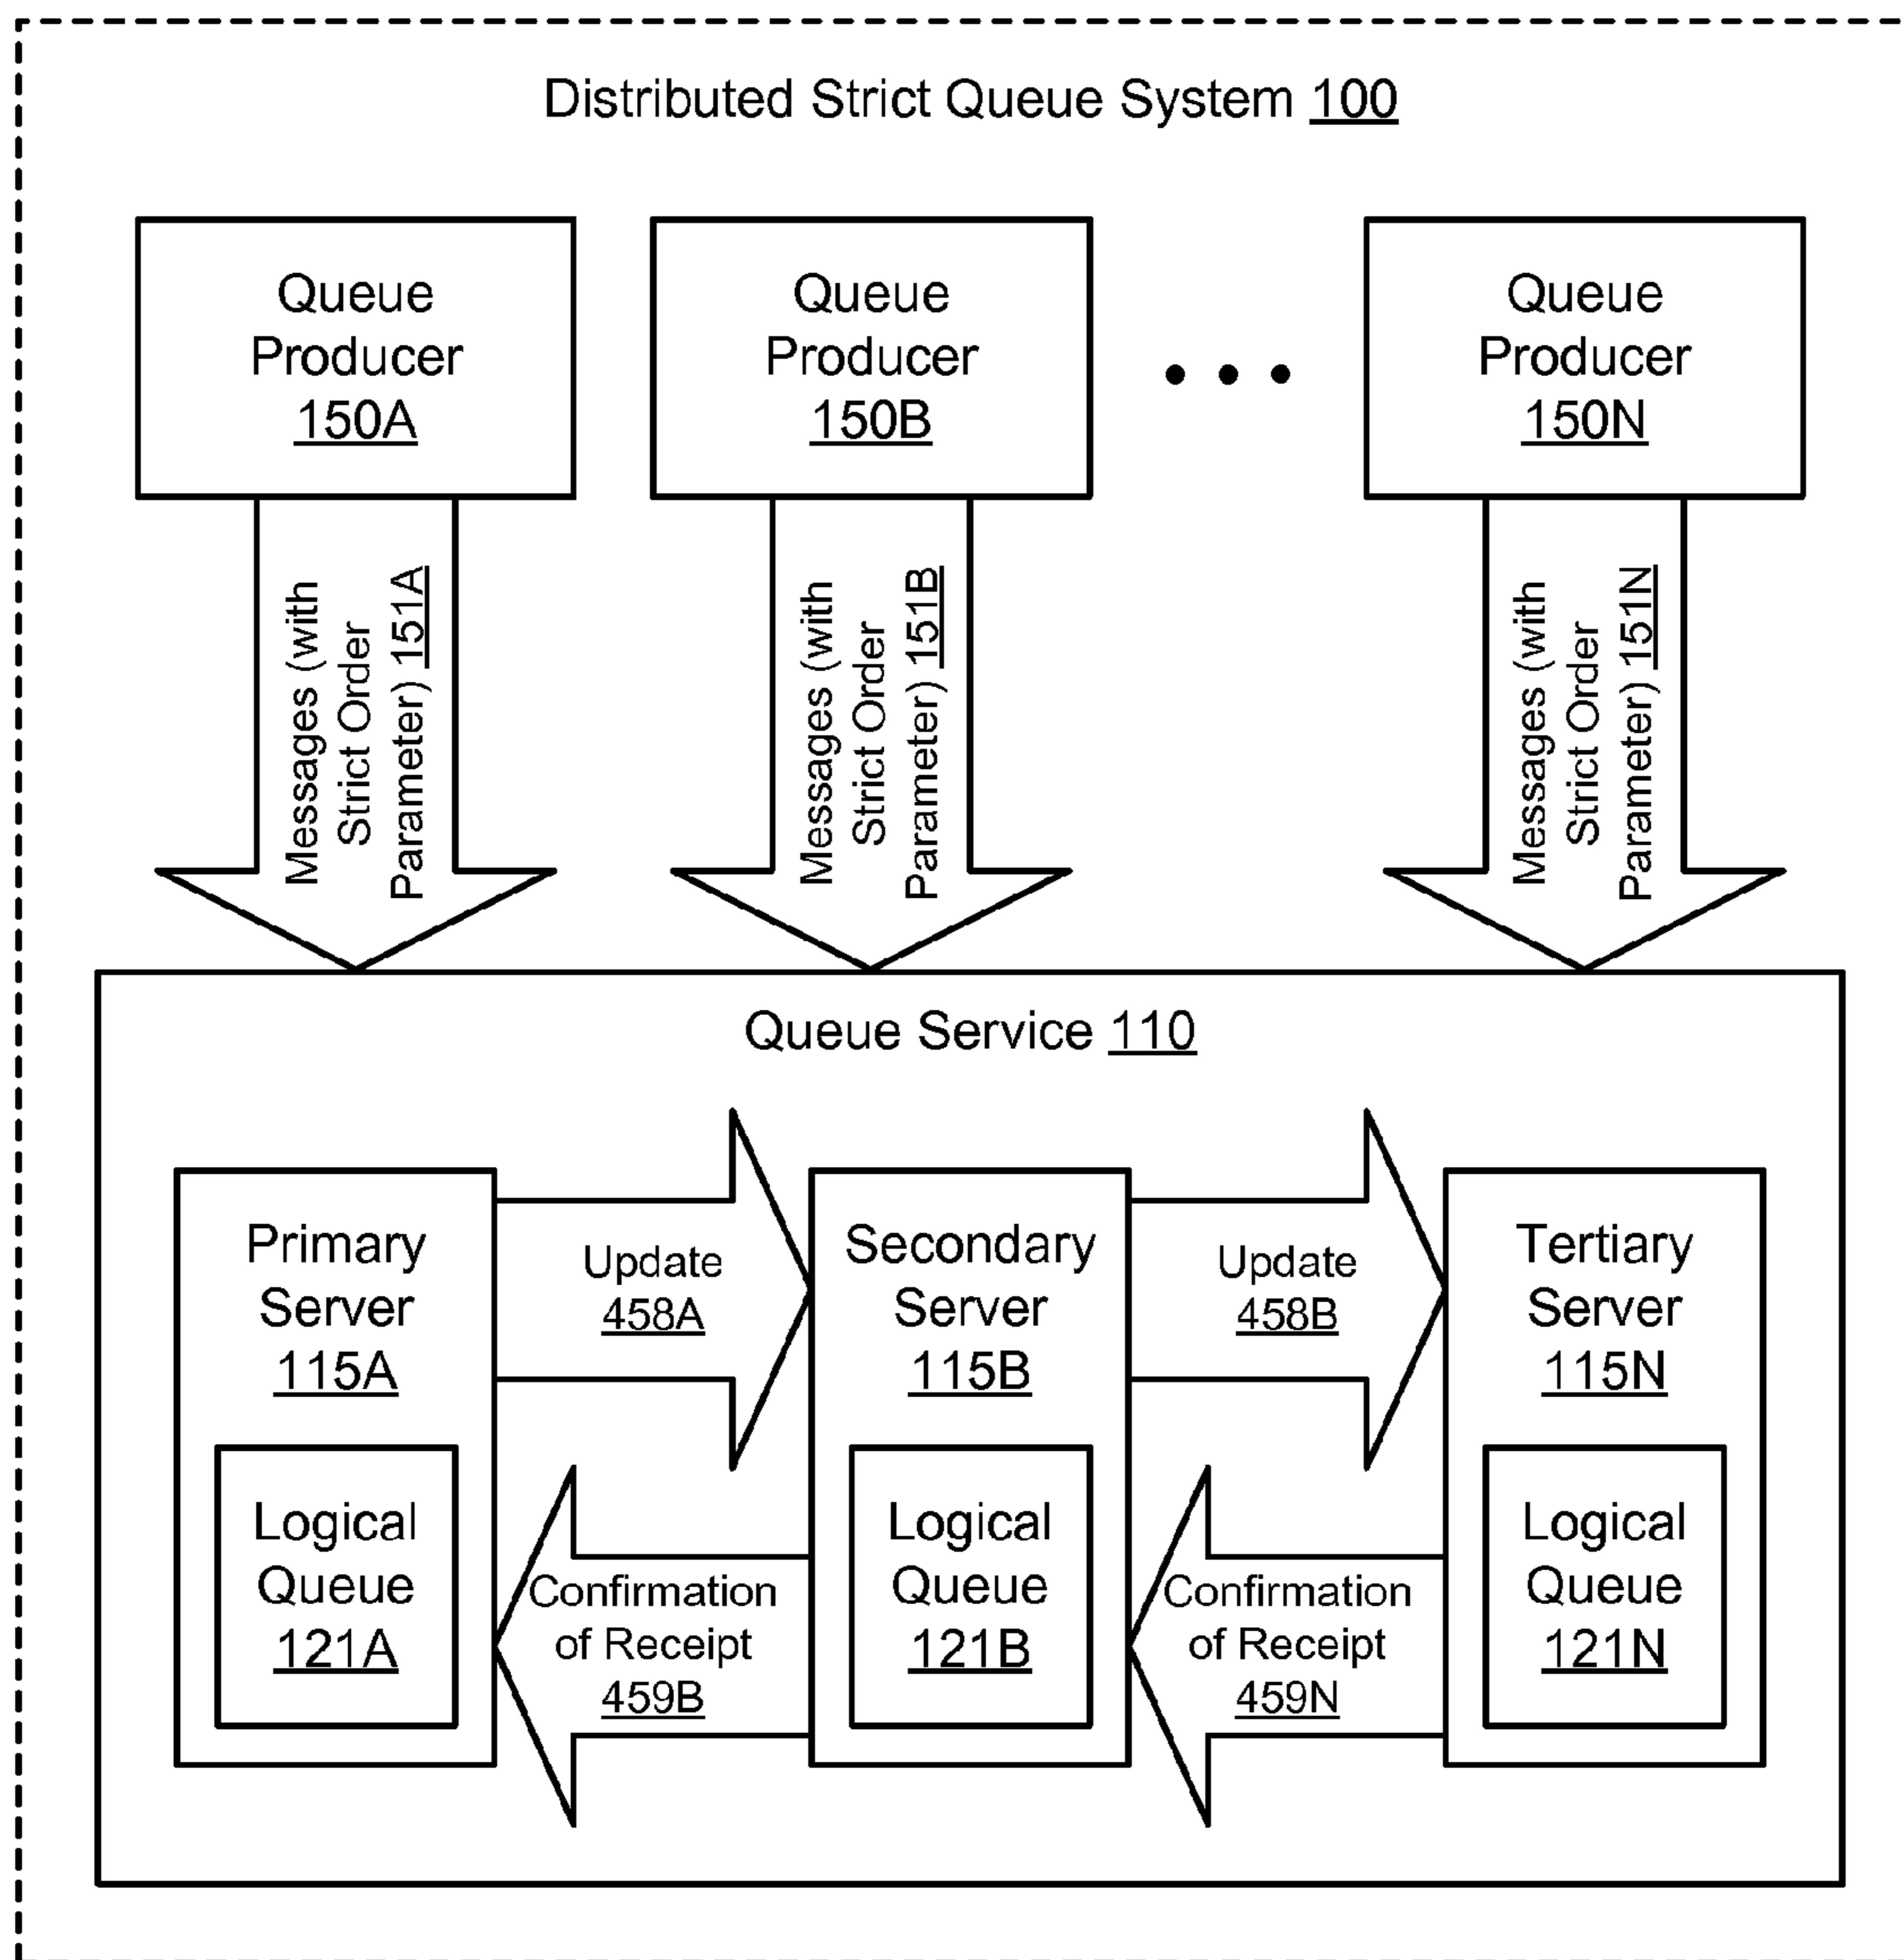 Distributed Strict Queue System 100
Queue
Producer
150A
Queue
Producer
150B
Queue
Producer
150N
Messages (with
Strict Order
Parameter) 151A
Messages (with
Strict Order
Parameter) 151B
Messages (with
Strict Order
Parameter) 151N
Queue Service 110
Primary
Server
115A
Update
458A
Secondary
Server
115B
Update
458B
Tertiary
Server
115N
Logical
Queue
121A
Confirmation
of Receipt
459B
Logical
Queue
121B
Confirmation
of Receipt
459N
Logical
Queue
121N